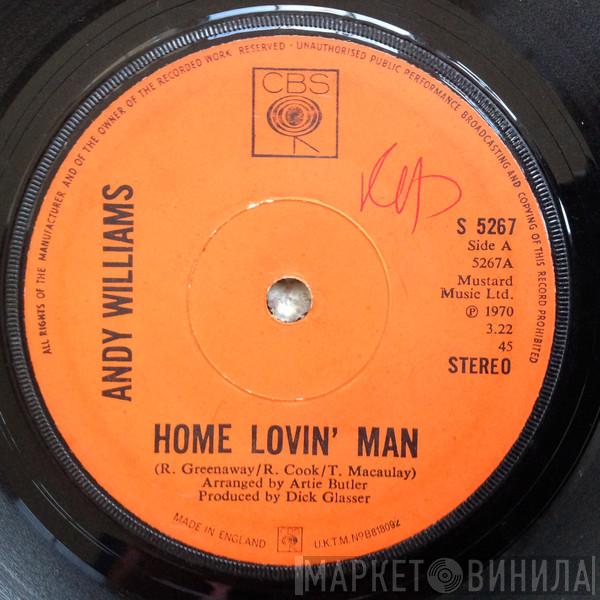 ALL RIGHTS OF THE MANUFACTURER AND OF THE OWNER OF THE RECORDED WORK RESERVED - UNAUTHORISED PUBLIC PERFORMANCE BROADCASTING AND COPYING OF THIS RECORD PROHIBITED
CBS
ANDY WILLIAMS
S 5267
Side A
5267A
Mustard
Music Ltd.
℗ 1970
3.22
45
STEREO
HOME LOVIN' MAN
(R. Greenaway/R. Cook/T. Macaulay)
Arranged by Artie Butler
Produced by Dick Glasser
MADE IN ENGLAND
CBS
U.K.T.M.NºB818092
МАРКЕТ ВИНИЛА